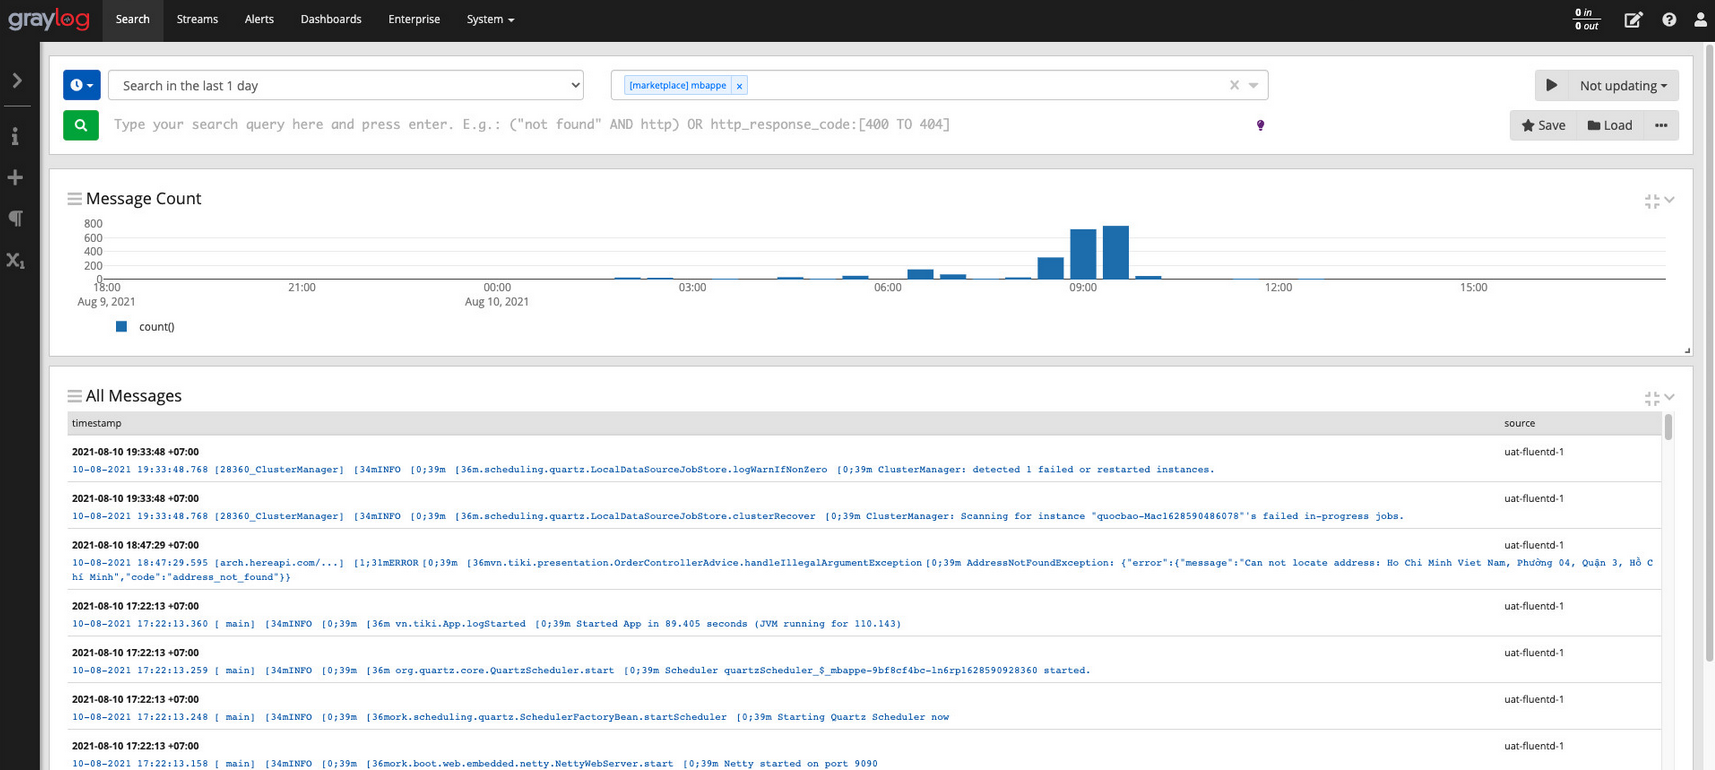 graylog Search Streams Alerts Dashboards Enterprise System 0 in
0 out
Search in the last 1 day [marketplace] mbappe × Not updating
Type your search query here and press enter. E.g.: ("not found" AND http) OR http_response_code:[400 TO 404] Save Load
Message Count
800
600
400
200
0
18:00 21:00 00:00 03:00 06:00 09:00 12:00 15:00
Aug 9, 2021 Aug 10, 2021
count()
All Messages
timestamp source
2021-08-10 19:33:48 +07:00 uat-fluentd-1
10-08-2021 19:33:48.768 [28360_ClusterManager] [34mINFO [0;39m [36m.scheduling.quartz.LocalDataSourceJobStore.logWarnIfNonZero [0;39m ClusterManager: detected 1 failed or restarted instances.
2021-08-10 19:33:48 +07:00 uat-fluentd-1
10-08-2021 19:33:48.768 [28360_ClusterManager] [34mINFO [0;39m [36m.scheduling.quartz.LocalDataSourceJobStore.clusterRecover [0;39m ClusterManager: Scanning for instance "quocbao-Mac1628590486078"'s failed in-progress jobs.
2021-08-10 18:47:29 +07:00 uat-fluentd-1
10-08-2021 18:47:29.595 [arch.hereapi.com/...] [1;31mERROR [0;39m [36mvn.tiki.presentation.OrderControllerAdvice.handleIllegalArgumentException [0;39m AddressNotFoundException: {"error":{"message":"Can not locate address: Ho Chi Minh Viet Nam, Phường 04, Quận 3, Hồ C
hí Minh","code":"address_not_found"}}
2021-08-10 17:22:13 +07:00 uat-fluentd-1
10-08-2021 17:22:13.360 [ main] [34mINFO [0;39m [36m vn.tiki.App.logStarted [0;39m Started App in 89.405 seconds (JVM running for 110.143)
2021-08-10 17:22:13 +07:00 uat-fluentd-1
10-08-2021 17:22:13.259 [ main] [34mINFO [0;39m [36m org.quartz.core.QuartzScheduler.start [0;39m Scheduler quartzScheduler_$_mbappe-9bf8cf4bc-ln6rp1628590928360 started.
2021-08-10 17:22:13 +07:00 uat-fluentd-1
10-08-2021 17:22:13.248 [ main] [34mINFO [0;39m [36mork.scheduling.quartz.SchedulerFactoryBean.startScheduler [0;39m Starting Quartz Scheduler now
2021-08-10 17:22:13 +07:00 uat-fluentd-1
10-08-2021 17:22:13.158 [ main] [34mINFO [0;39m [36mork.boot.web.embedded.netty.NettyWebServer.start [0;39m Netty started on port 9090